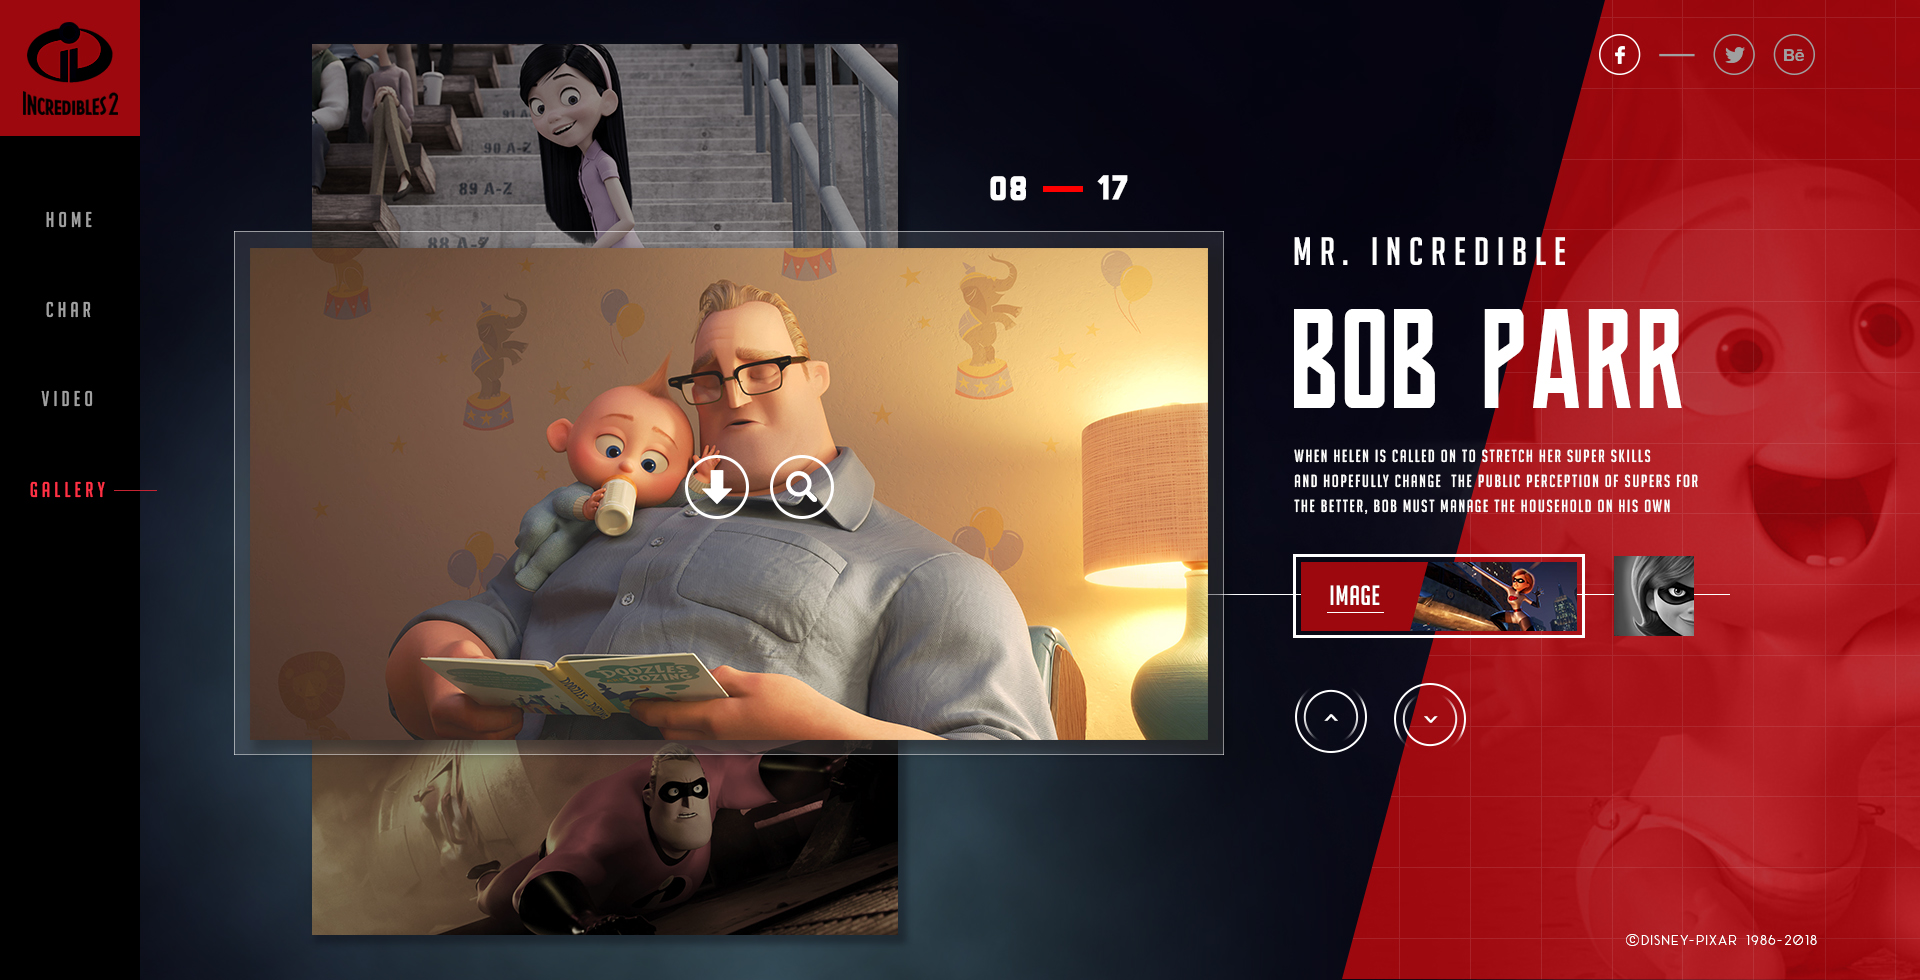 INCREDIBLES 2
HOME
CHAR
VIDEO
GALLERY
90 A-Z
89 A-Z
88 A-Z
08 — 17
DOOZLES
DOZING
Bē
MR. INCREDIBLE
BOB PARR
WHEN HELEN IS CALLED ON TO STRETCH HER SUPER SKILLS
AND HOPEFULLY CHANGE THE PUBLIC PERCEPTION OF SUPERS FOR
THE BETTER, BOB MUST MANAGE THE HOUSEHOLD ON HIS OWN
IMAGE
©DISNEY-PIXAR 1986-2018